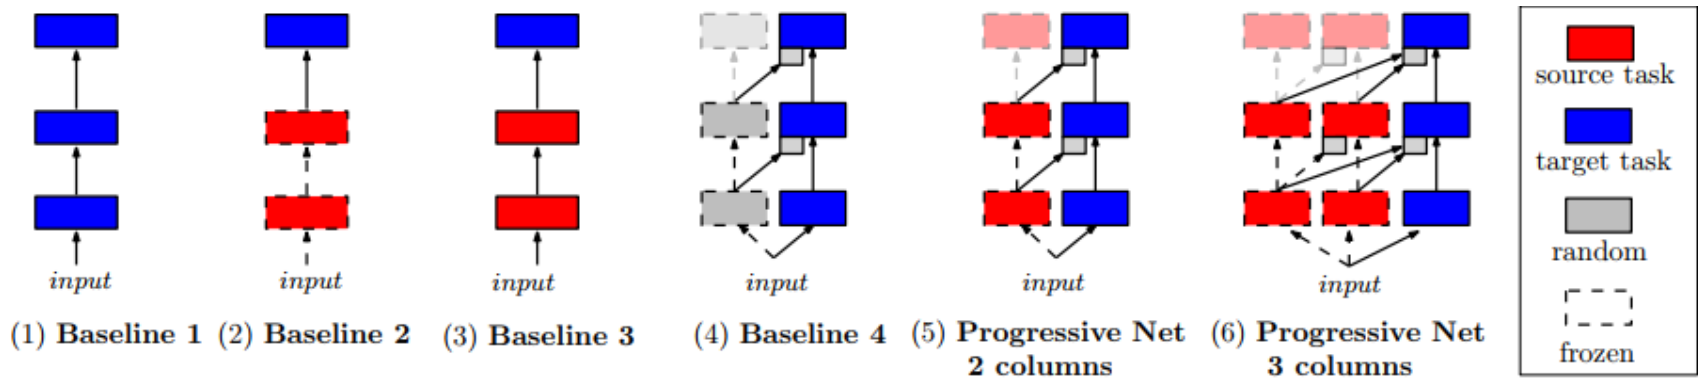 input
input
input
input
input
input
(1) Baseline 1
(2) Baseline 2
(3) Baseline 3
(4) Baseline 4
(5) Progressive Net
2 columns
(6) Progressive Net
3 columns
source task
target task
random
frozen